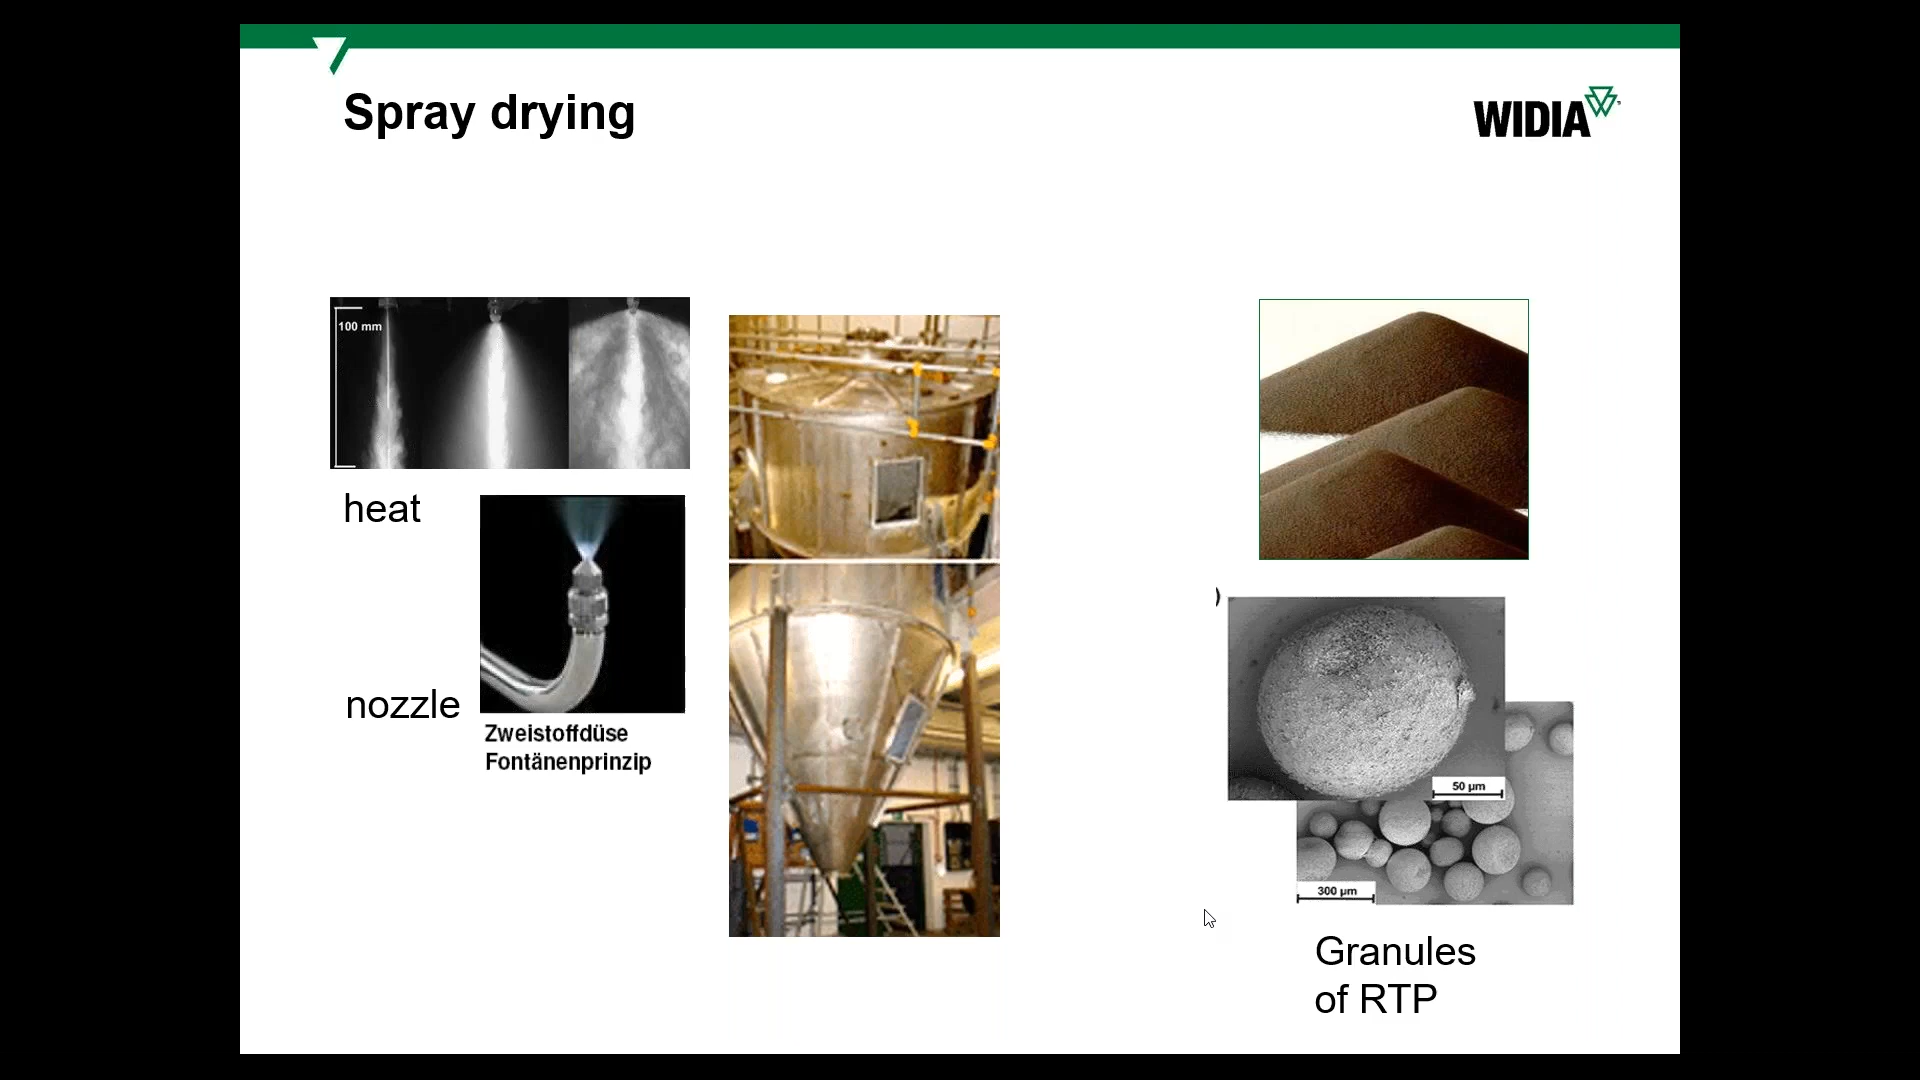 Spray drying
WIDIA
100 mm
heat
nozzle
Zweistoffdüse
Fontänenprinzip
)
50 µm
300 µm
Granules
of RTP